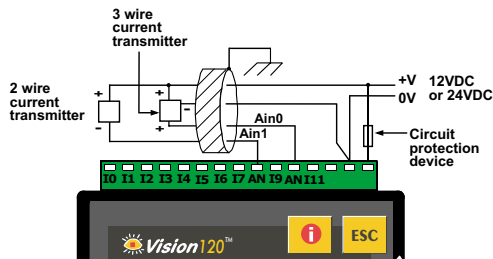 3 wire
current
transmitter
2 wire
current
transmitter
+
-
+
-
+
Ain0
Ain1
+V
0V
12VDC
or 24VDC
Circuit
protection
device
I0 I1 I2 I3 I4 I5 I6 I7 AN I9 AN I11
Vision120™
i
ESC